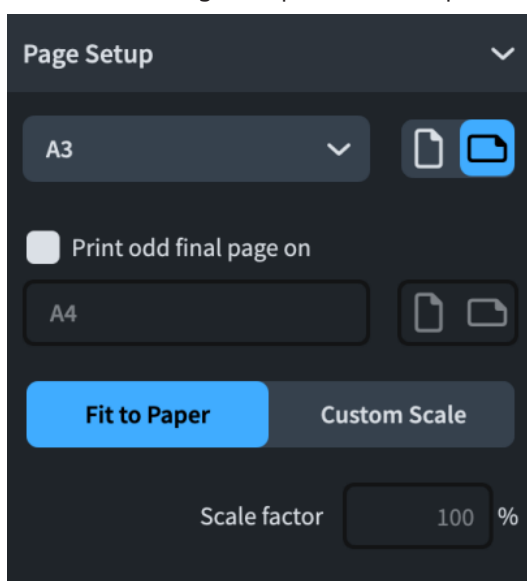 Page Setup
A3
Print odd final page on
A4
Fit to Paper Custom Scale
Scale factor 100 %